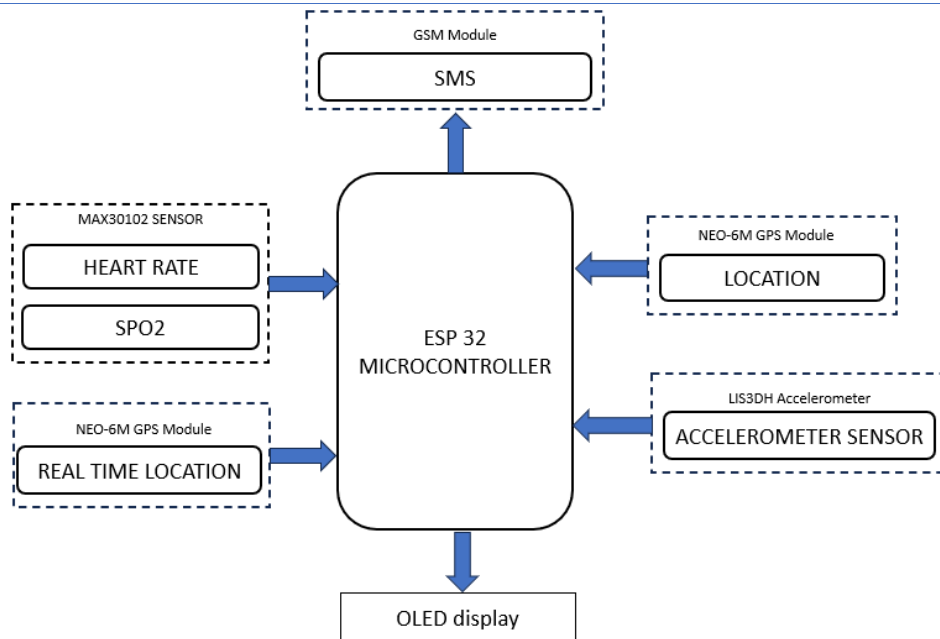 GSM Module
SMS
MAX30102 SENSOR
HEART RATE
SPO2
NEO-6M GPS Module
REAL TIME LOCATION
ESP 32
MICROCONTROLLER
NEO-6M GPS Module
LOCATION
LIS3DH Accelerometer
ACCELEROMETER SENSOR
OLED display